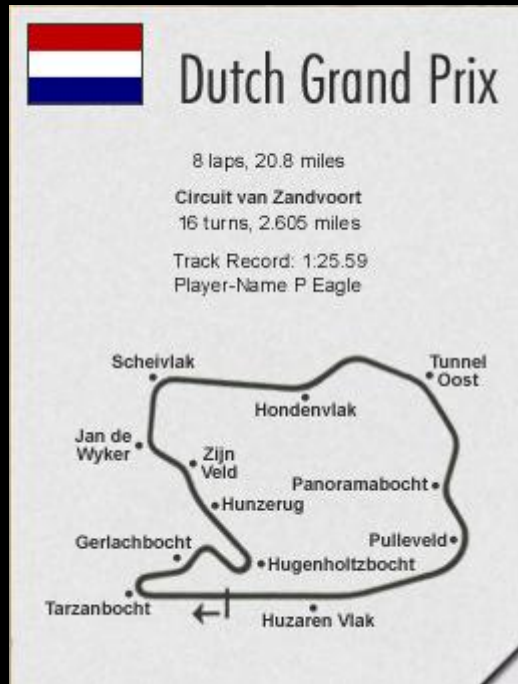 Dutch Grand Prix
8 laps, 20.8 miles
Circuit van Zandvoort
16 turns, 2.605 miles
Track Record: 1:25.59
Player-Name P Eagle
Scheivlak
Tunnel
Oost
Hondenvlak
Jan de
Wyker
Zijn
Veld
Panoramabocht
Hunzerug
Gerlachbocht
Pulleveld
Hugenholtzbocht
Tarzanbocht
Huzaren Vlak